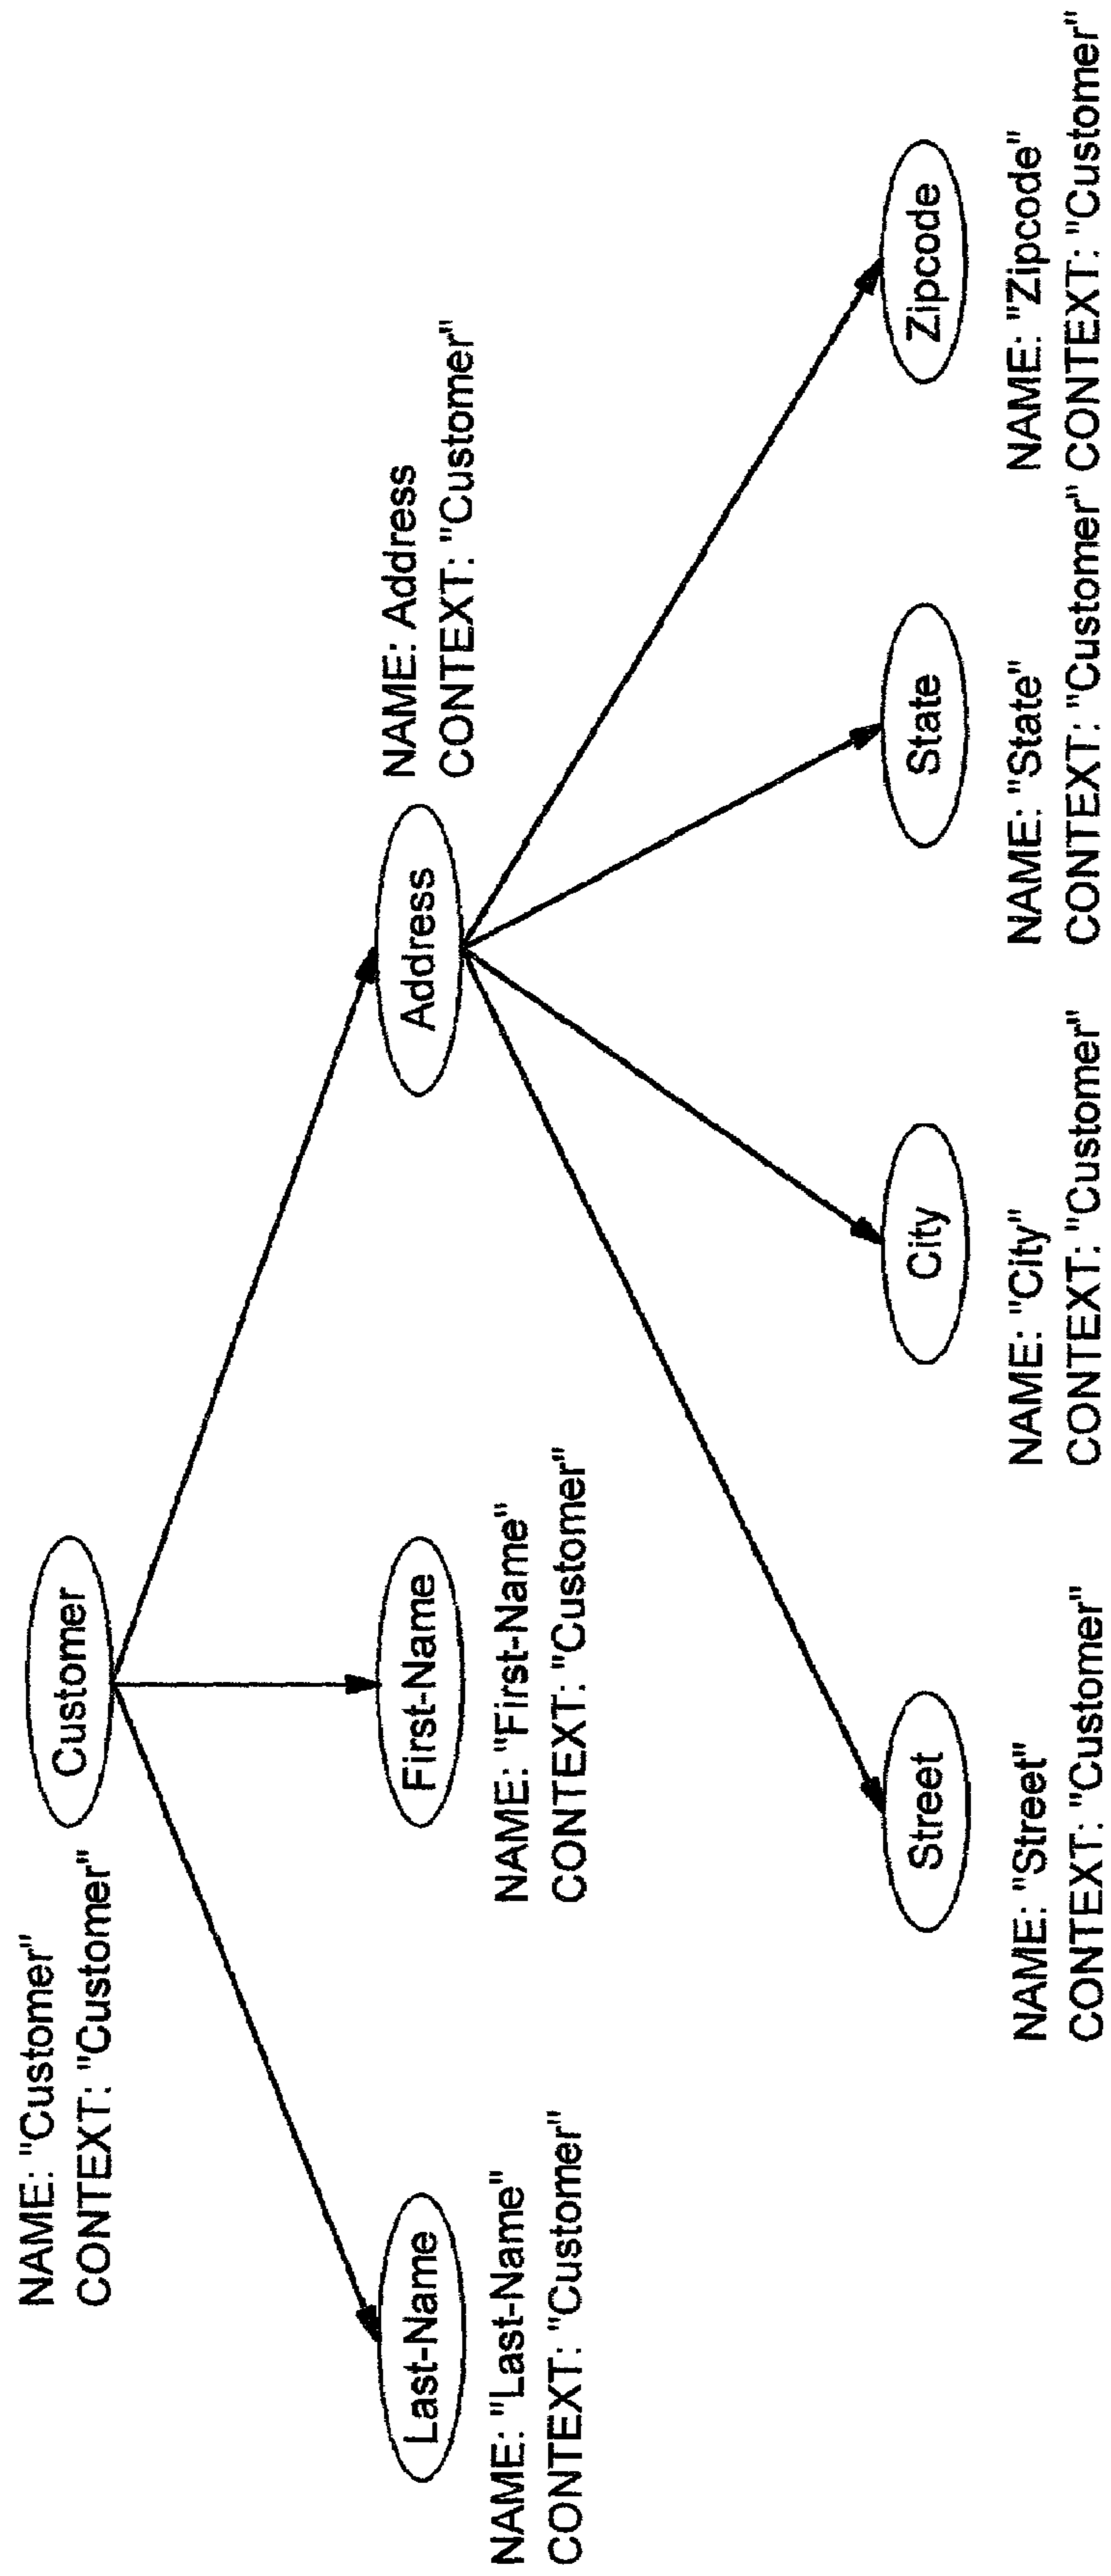 NAME: "Customer"
CONTEXT: "Customer"
Customer
Last-Name
NAME: "Last-Name"
CONTEXT: "Customer"
First-Name
NAME: "First-Name"
CONTEXT: "Customer"
Address
NAME: Address
CONTEXT: "Customer"
Street
NAME: "Street"
CONTEXT: "Customer"
City
NAME: "City"
CONTEXT: "Customer"
State
NAME: "State"
CONTEXT: "Customer"
Zipcode
NAME: "Zipcode"
CONTEXT: "Customer"